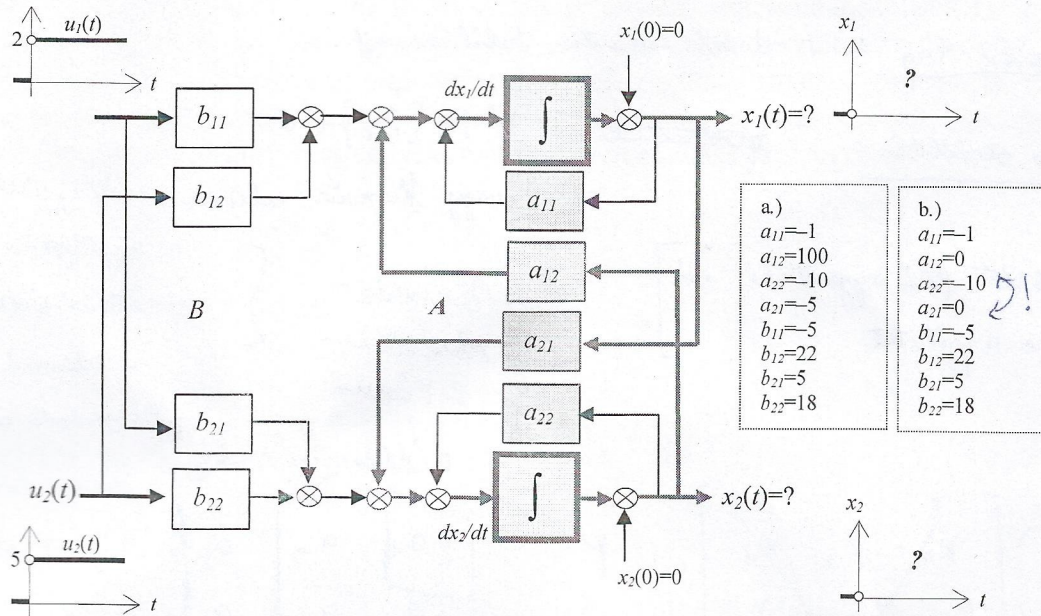 u₁(t)
2
t
x₁(0)=0
x₁
?
t
dx₁/dt
b₁₁
∫
x₁(t)=?
b₁₂
a₁₁
a₁₂
B
A
a₂₁
a₂₂
b₂₁
u₂(t)
b₂₂
∫
x₂(t)=?
dx₂/dt
x₂(0)=0
a.)
a₁₁=–1
a₁₂=100
a₂₂=–10
a₂₁=–5
b₁₁=–5
b₁₂=22
b₂₁=5
b₂₂=18
b.)
a₁₁=–1
a₁₂=0
a₂₂=–10 !
a₂₁=0
b₁₁=–5
b₁₂=22
b₂₁=5
b₂₂=18
5
u₂(t)
t
x₂
?
t